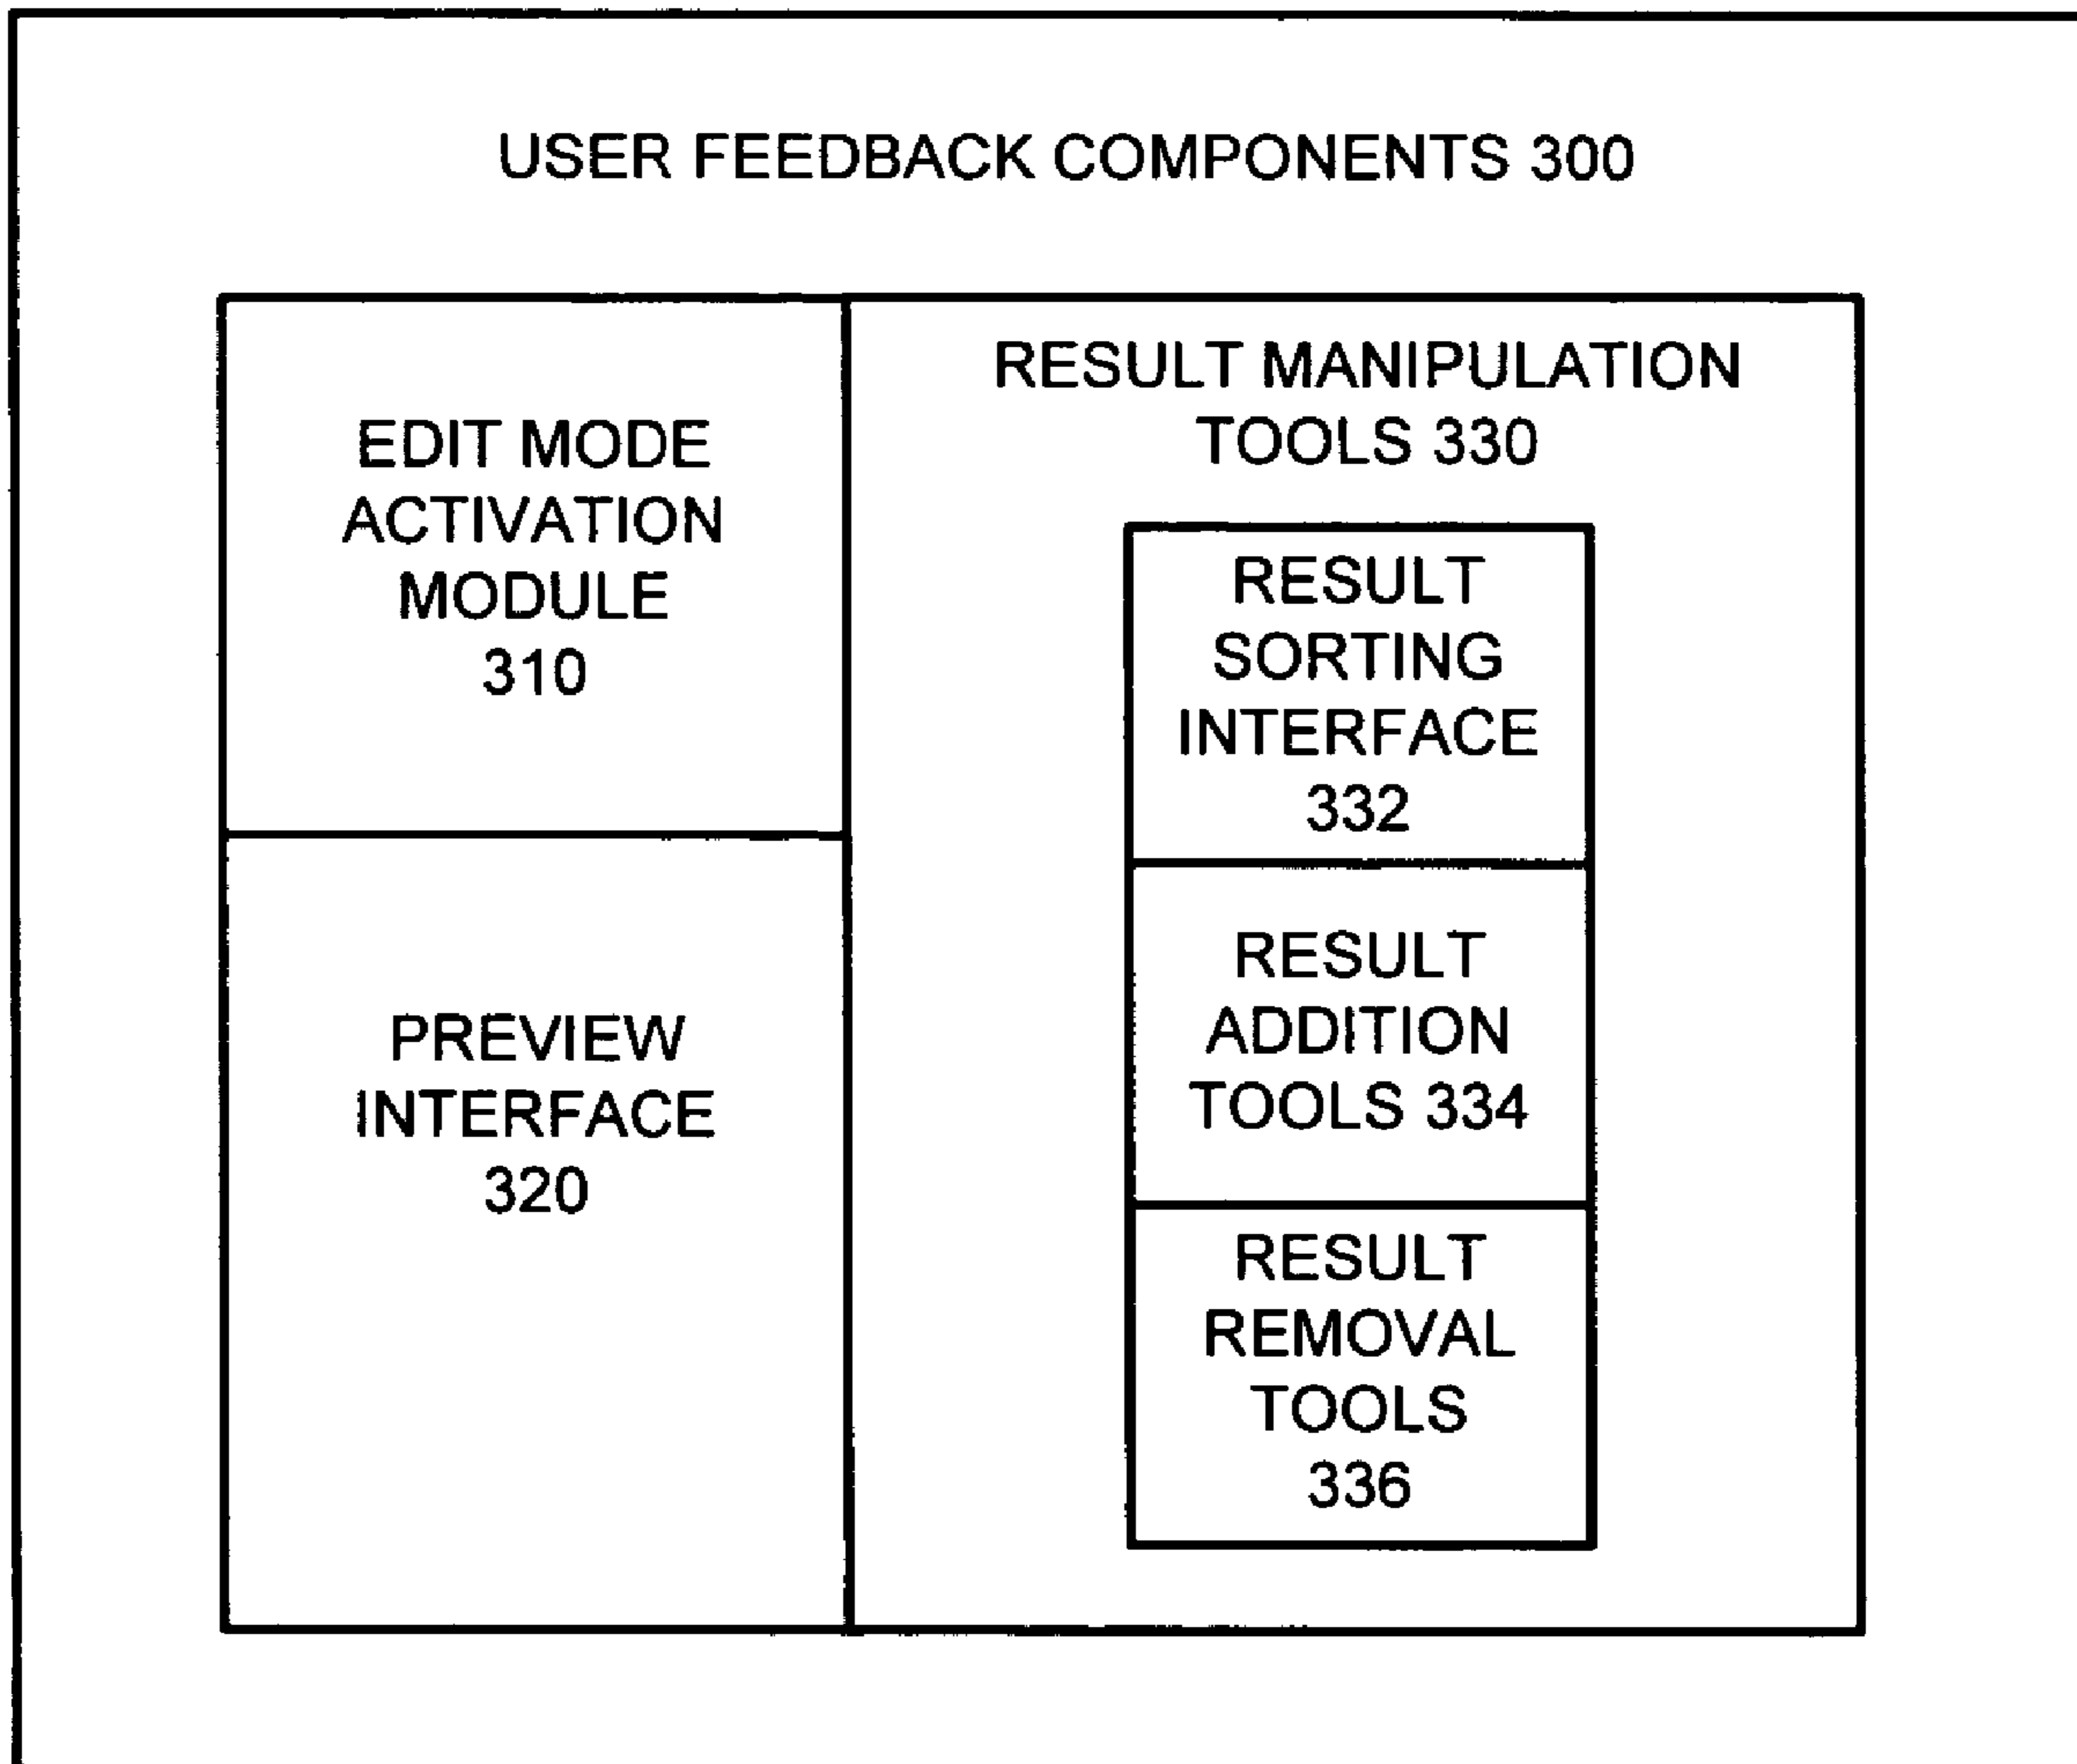 USER FEEDBACK COMPONENTS 300
EDIT MODE
ACTIVATION
MODULE
310
PREVIEW
INTERFACE
320
RESULT MANIPULATION
TOOLS 330
RESULT
SORTING
INTERFACE
332
RESULT
ADDITION
TOOLS 334
RESULT
REMOVAL
TOOLS
336